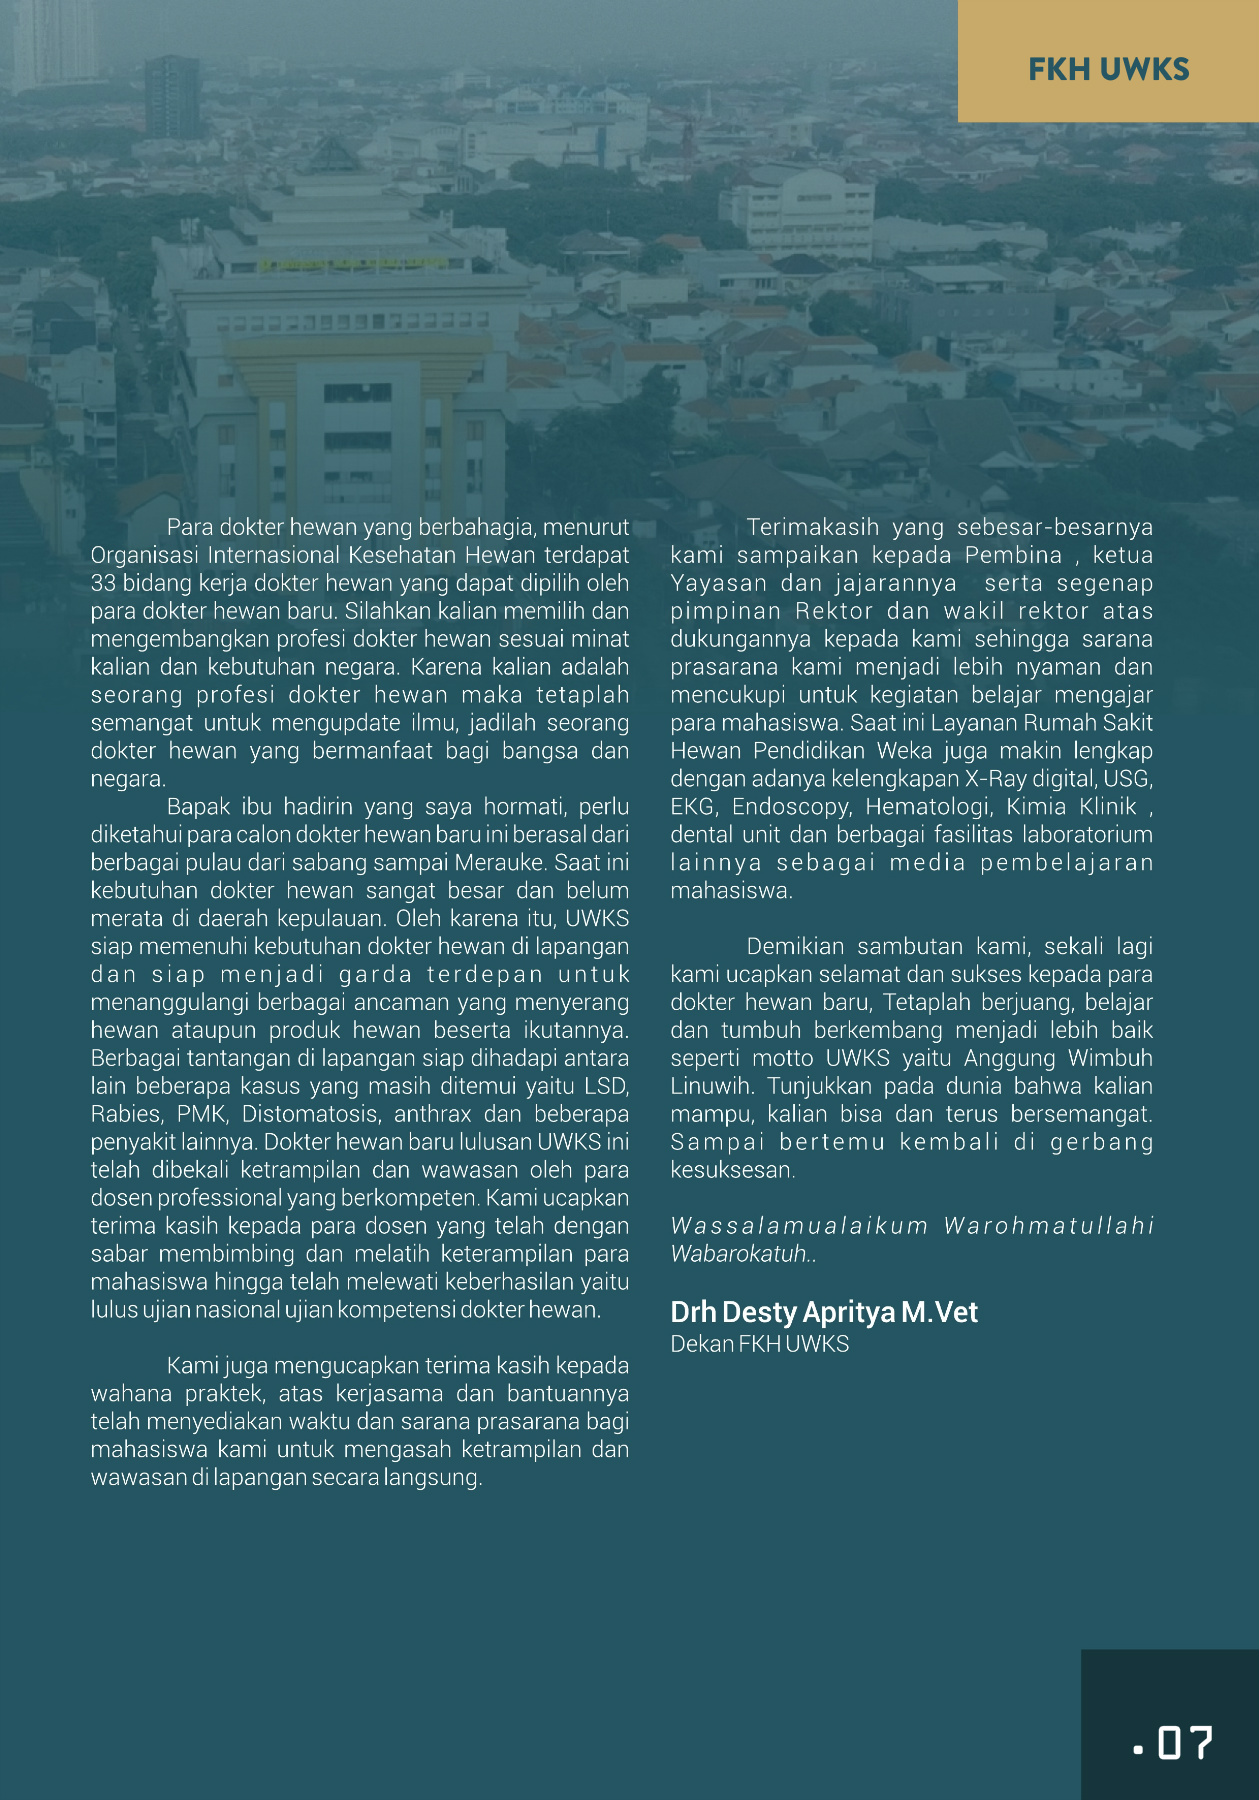 FKH UWKS
Para dokter hewan yang berbahagia, menurut
Organisasi Internasional Kesehatan Hewan terdapat
33 bidang kerja dokter hewan yang dapat dipilih oleh
para dokter hewan baru. Silahkan kalian memilih dan
mengembangkan profesi dokter hewan sesuai minat
kalian dan kebutuhan negara. Karena kalian adalah
seorang profesi dokter hewan maka tetaplah
semangat untuk mengupdate ilmu, jadilah seorang
dokter hewan yang bermanfaat bagi bangsa dan
negara.
Bapak ibu hadirin yang saya hormati, perlu
diketahui para calon dokter hewan baru ini berasal dari
berbagai pulau dari sabang sampai Merauke. Saat ini
kebutuhan dokter hewan sangat besar dan belum
merata di daerah kepulauan. Oleh karena itu, UWKS
siap memenuhi kebutuhan dokter hewan di lapangan
dan siap menjadi garda terdepan untuk
menanggulangi berbagai ancaman yang menyerang
hewan ataupun produk hewan beserta ikutannya.
Berbagai tantangan di lapangan siap dihadapi antara
lain beberapa kasus yang masih ditemui yaitu LSD,
Rabies, PMK, Distomatosis, anthrax dan beberapa
penyakit lainnya. Dokter hewan baru lulusan UWKS ini
telah dibekali ketrampilan dan wawasan oleh para
dosen professional yang berkompeten. Kami ucapkan
terima kasih kepada para dosen yang telah dengan
sabar membimbing dan melatih keterampilan para
mahasiswa hingga telah melewati keberhasilan yaitu
lulus ujian nasional ujian kompetensi dokter hewan.
Kami juga mengucapkan terima kasih kepada
wahana praktek, atas kerjasama dan bantuannya
telah menyediakan waktu dan sarana prasarana bagi
mahasiswa kami untuk mengasah ketrampilan dan
wawasan di lapangan secara langsung.
Terimakasih yang sebesar-besarnya
kami sampaikan kepada Pembina , ketua
Yayasan dan jajarannya serta segenap
pimpinan Rektor dan wakil rektor atas
dukungannya kepada kami sehingga sarana
prasarana kami menjadi lebih nyaman dan
mencukupi untuk kegiatan belajar mengajar
para mahasiswa. Saat ini Layanan Rumah Sakit
Hewan Pendidikan Weka juga makin lengkap
dengan adanya kelengkapan X-Ray digital, USG,
EKG, Endoscopy, Hematologi, Kimia Klinik ,
dental unit dan berbagai fasilitas laboratorium
lainnya sebagai media pembelajaran
mahasiswa.
Demikian sambutan kami, sekali lagi
kami ucapkan selamat dan sukses kepada para
dokter hewan baru, Tetaplah berjuang, belajar
dan tumbuh berkembang menjadi lebih baik
seperti motto UWKS yaitu Anggung Wimbuh
Linuwih. Tunjukkan pada dunia bahwa kalian
mampu, kalian bisa dan terus bersemangat.
Sampai bertemu kembali di gerbang
kesuksesan.
Wassalamualaikum Warohmatullahi
Wabarokatuh..
Drh Desty Apritya M.Vet
Dekan FKH UWKS
.07